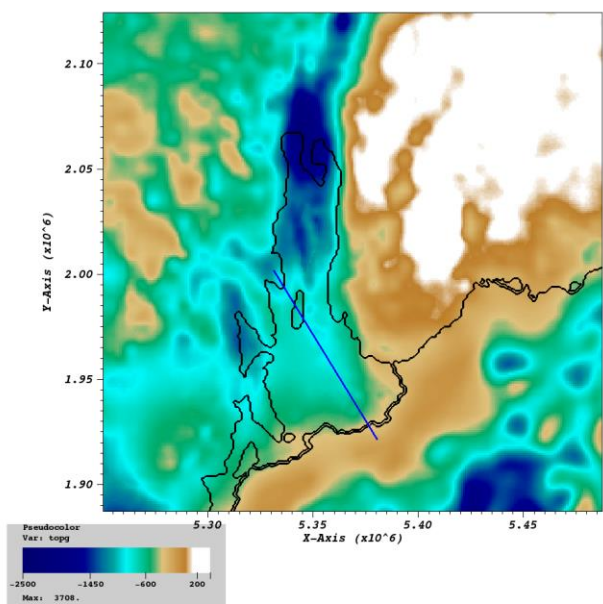 2.10
2.05
2.00
1.95
1.90
Y-Axis (x10^6)
5.30 5.35 5.40 5.45
X-Axis (x10^6)
Pseudocolor
Var: topg
-2500 -1450 -600 200
Max: 3708.